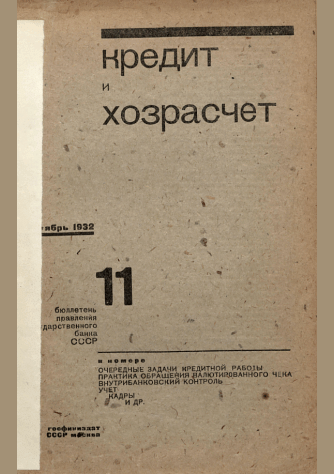 кредит
и
хозрасчет
ябрь 1932
11
бюллетень
правления
дарственного
банка
СССР
в номере
ОЧЕРЕДНЫЕ ЗАДАЧИ КРЕДИТНОЙ РАБОТЫ
ПРАКТИКА ОБРАЩЕНИЯ ВАЛЮТИРОВАННОГО ЧЕКА
ВНУТРИБАНКОВСКИЙ КОНТРОЛЬ
УЧЕТ
КАДРЫ
И ДР.
госфиниздат
СССР москва